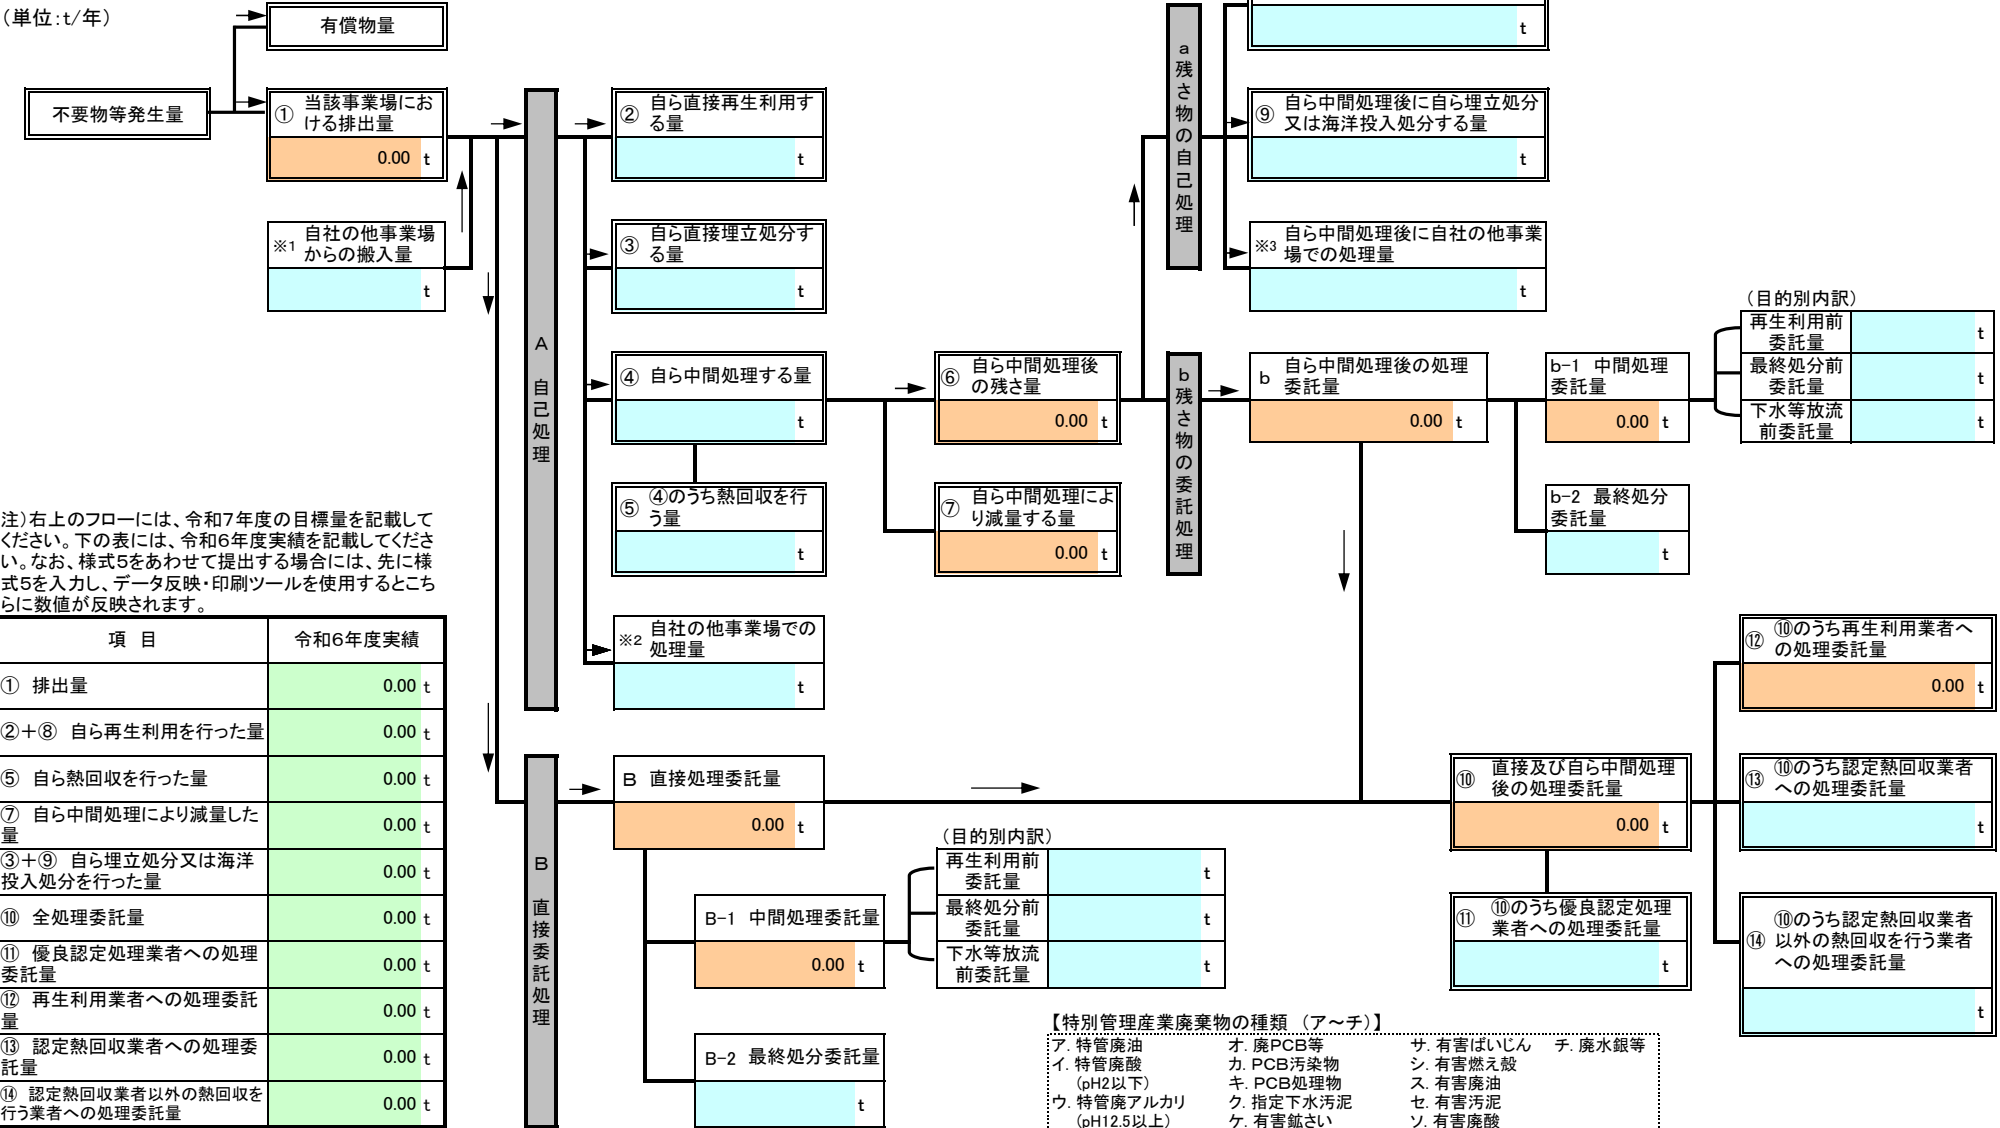 （単位：t/年）
有償物量
不要物等発生量
① 当該事業場にお
ける排出量
0.00 t
※1 自社の他事業場
からの搬入量
t
A 自己処理
② 自ら直接再生利用す
る量
t
③ 自ら直接埋立処分す
る量
t
④ 自ら中間処理する量
t
⑤ ④のうち熱回収を行
う量
t
※2 自社の他事業場での
処理量
t
⑥ 自ら中間処理後
の残さ量
0.00 t
⑦ 自ら中間処理によ
り減量する量
0.00 t
a残さ物の自己処理
t
⑨ 自ら中間処理後に自ら埋立処分
又は海洋投入処分する量
t
※3 自ら中間処理後に自社の他事業
場での処理量
t
b残さ物の委託処理
b 自ら中間処理後の処理
委託量
0.00 t
b-1 中間処理
委託量
0.00 t
b-2 最終処分
委託量
t
（目的別内訳）
再生利用前
委託量
t
最終処分前
委託量
t
下水等放流
前委託量
t
注）右上のフローには、令和７年度の目標量を記載して
ください。下の表には、令和６年度実績を記載してくださ
い。なお、様式５をあわせて提出する場合には、先に様
式５を入力し、データ反映・印刷ツールを使用するとこち
らに数値が反映されます。
項 目 令和６年度実績
① 排出量 0.00 t
②＋⑧ 自ら再生利用を行った量 0.00 t
⑤ 自ら熱回収を行った量 0.00 t
⑦ 自ら中間処理により減量した
量 0.00 t
③＋⑨ 自ら埋立処分又は海洋
投入処分を行った量 0.00 t
⑩ 全処理委託量 0.00 t
⑪ 優良認定処理業者への処理
委託量 0.00 t
⑫ 再生利用業者への処理委託
量 0.00 t
⑬ 認定熱回収業者への処理委
託量 0.00 t
⑭ 認定熱回収業者以外の熱回収を
行う業者への処理委託量 0.00 t
B 直接委託処理
B 直接処理委託量
0.00 t
B-1 中間処理委託量
0.00 t
B-2 最終処分委託量
t
（目的別内訳）
再生利用前
委託量
t
最終処分前
委託量
t
下水等放流
前委託量
t
⑩ 直接及び自ら中間処理
後の処理委託量
0.00 t
⑪ ⑩のうち優良認定処理
業者への処理委託量
t
⑫ ⑩のうち再生利用業者へ
の処理委託量
0.00 t
⑬ ⑩のうち認定熱回収業者
への処理委託量
t
⑭ ⑩のうち認定熱回収業者
以外の熱回収を行う業者
への処理委託量
t
【特別管理産業廃棄物の種類 （ア～チ）】
ア. 特管廃油 オ. 廃PCB等 サ. 有害ばいじん チ. 廃水銀等
イ. 特管廃酸 カ. PCB汚染物 シ. 有害燃え殻
（pH2以下） キ. PCB処理物 ス. 有害廃油
ウ. 特管廃アルカリ ク. 指定下水汚泥 セ. 有害汚泥
（pH12.5以上） ケ. 有害鉱さい ソ. 有害廃酸